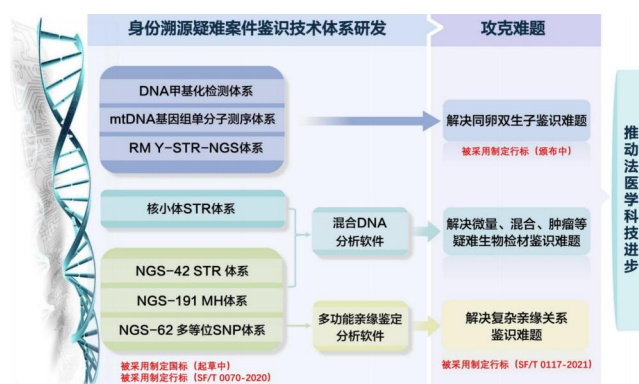 身份溯源疑难案件鉴识技术体系研发
攻克难题
DNA甲基化检测体系
mtDNA基因组单分子测序体系
RM Y-STR-NGS体系
解决同卵双生子鉴识难题
被采用制定行标（颁布中）
核小体STR体系
混合DNA
分析软件
解决微量、混合、肿瘤等
疑难生物检材鉴识难题
NGS-42 STR 体系
NGS-191 MH体系
NGS-62 多等位SNP体系
多功能亲缘鉴定
分析软件
解决复杂亲缘关系
鉴识难题
被采用制定国标（起草中）
被采用制定行标（SF/T 0070-2020）
被采用制定行标（SF/T 0117-2021）
推动法医学科技进步